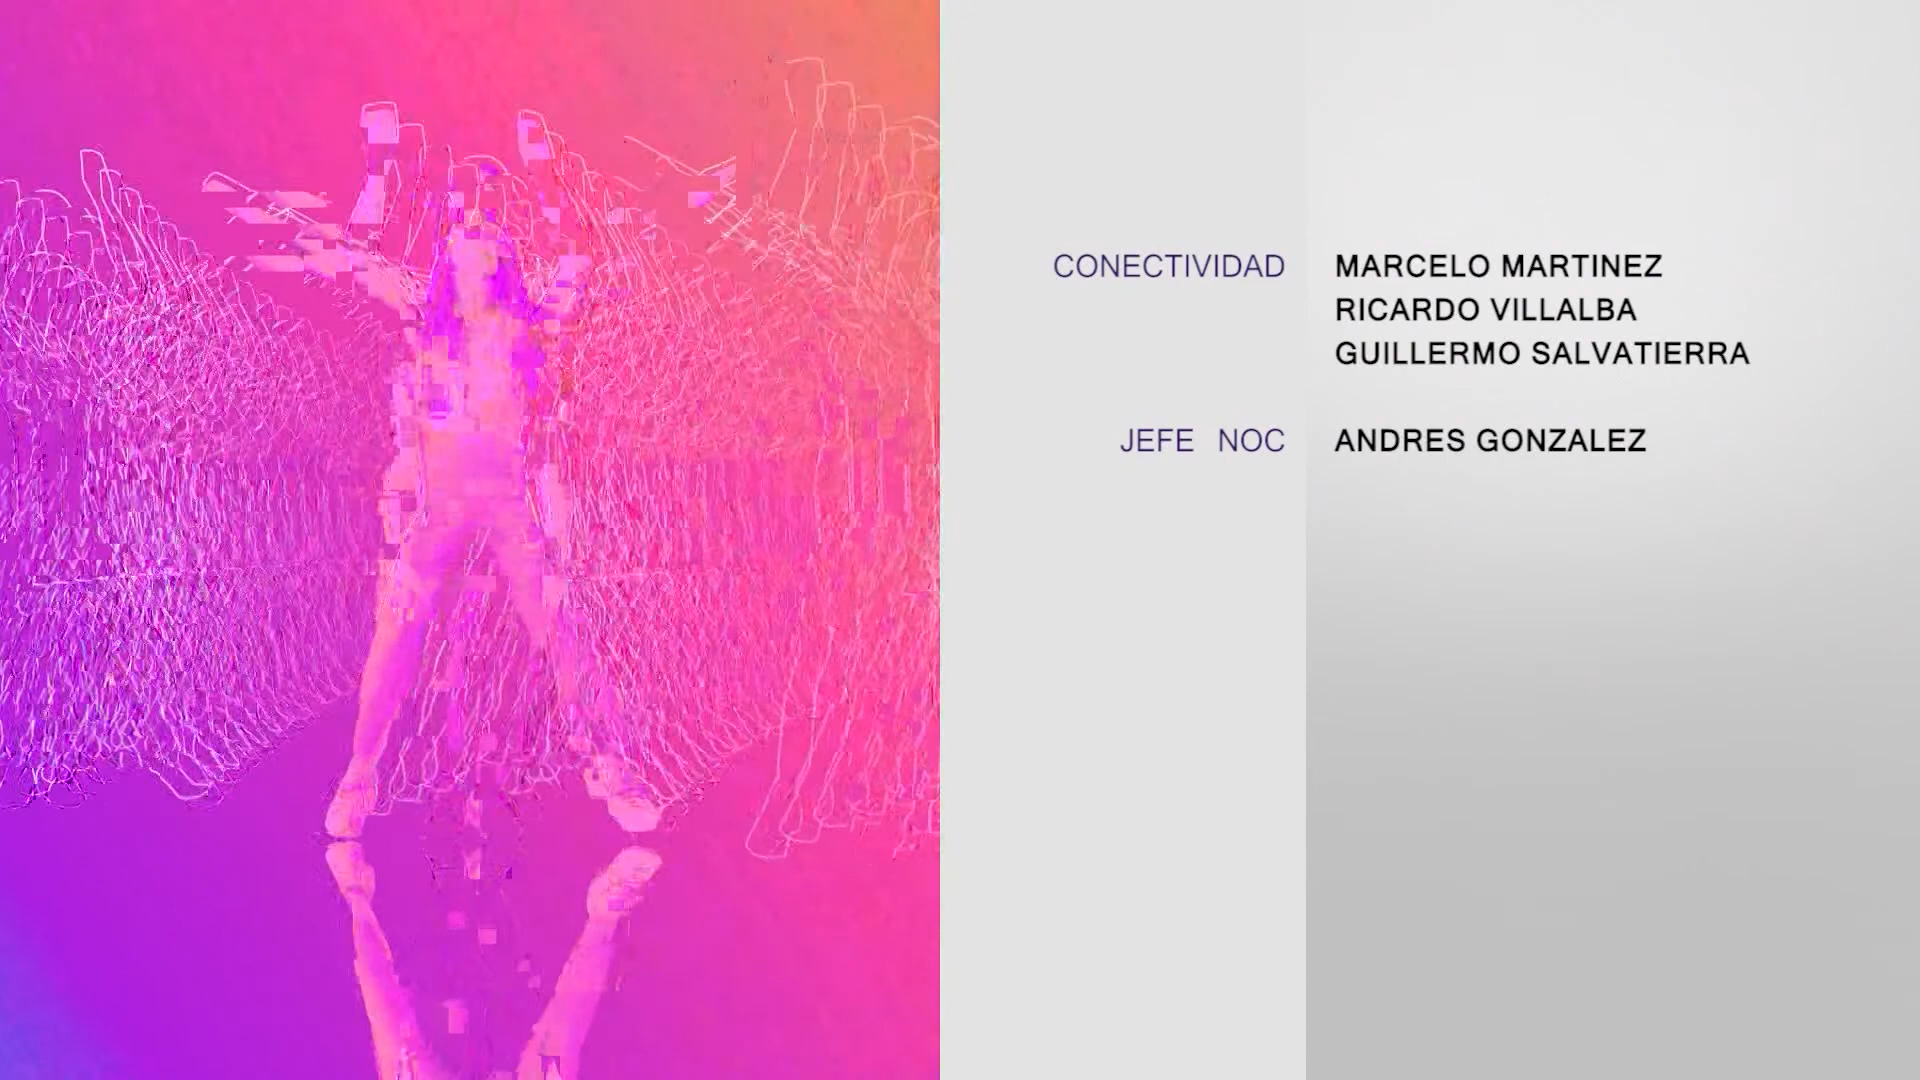 CONECTIVIDAD MARCELO MARTINEZ
RICARDO VILLALBA
GUILLERMO SALVATIERRA
JEFE NOC ANDRES GONZALEZ